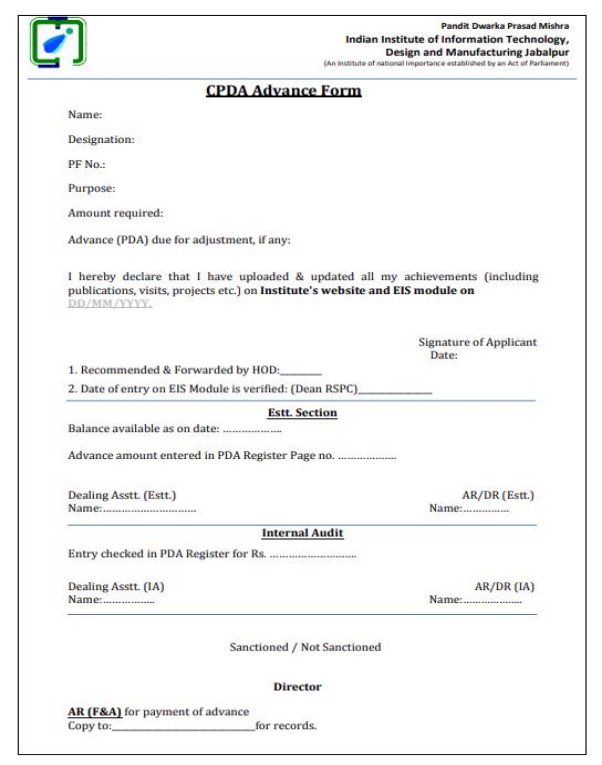 Pandit Dwarka Prasad Mishra
Indian Institute of Information Technology,
Design and Manufacturing Jabalpur
(An Institute of national Importance established by an Act of Parliament)
CPDA Advance Form
Name:
Designation:
PF No.:
Purpose:
Amount required:
Advance (PDA) due for adjustment, if any:
I hereby declare that I have uploaded & updated all my achievements (including
publications, visits, projects etc.) on Institute's website and EIS module on
DD/MM/YYYY.
Signature of Applicant
Date:
1. Recommended & Forwarded by HOD:________
2. Date of entry on EIS Module is verified: (Dean RSPC)______________
Estt. Section
Balance available as on date: ………………
Advance amount entered in PDA Register Page no. ………………
Dealing Asstt. (Estt.) AR/DR (Estt.)
Name:………………………… Name:……………
Internal Audit
Entry checked in PDA Register for Rs. ………………………
Dealing Asstt. (IA) AR/DR (IA)
Name:…………….. Name:………………
Sanctioned / Not Sanctioned
Director
AR (F&A) for payment of advance
Copy to:___________________________for records.